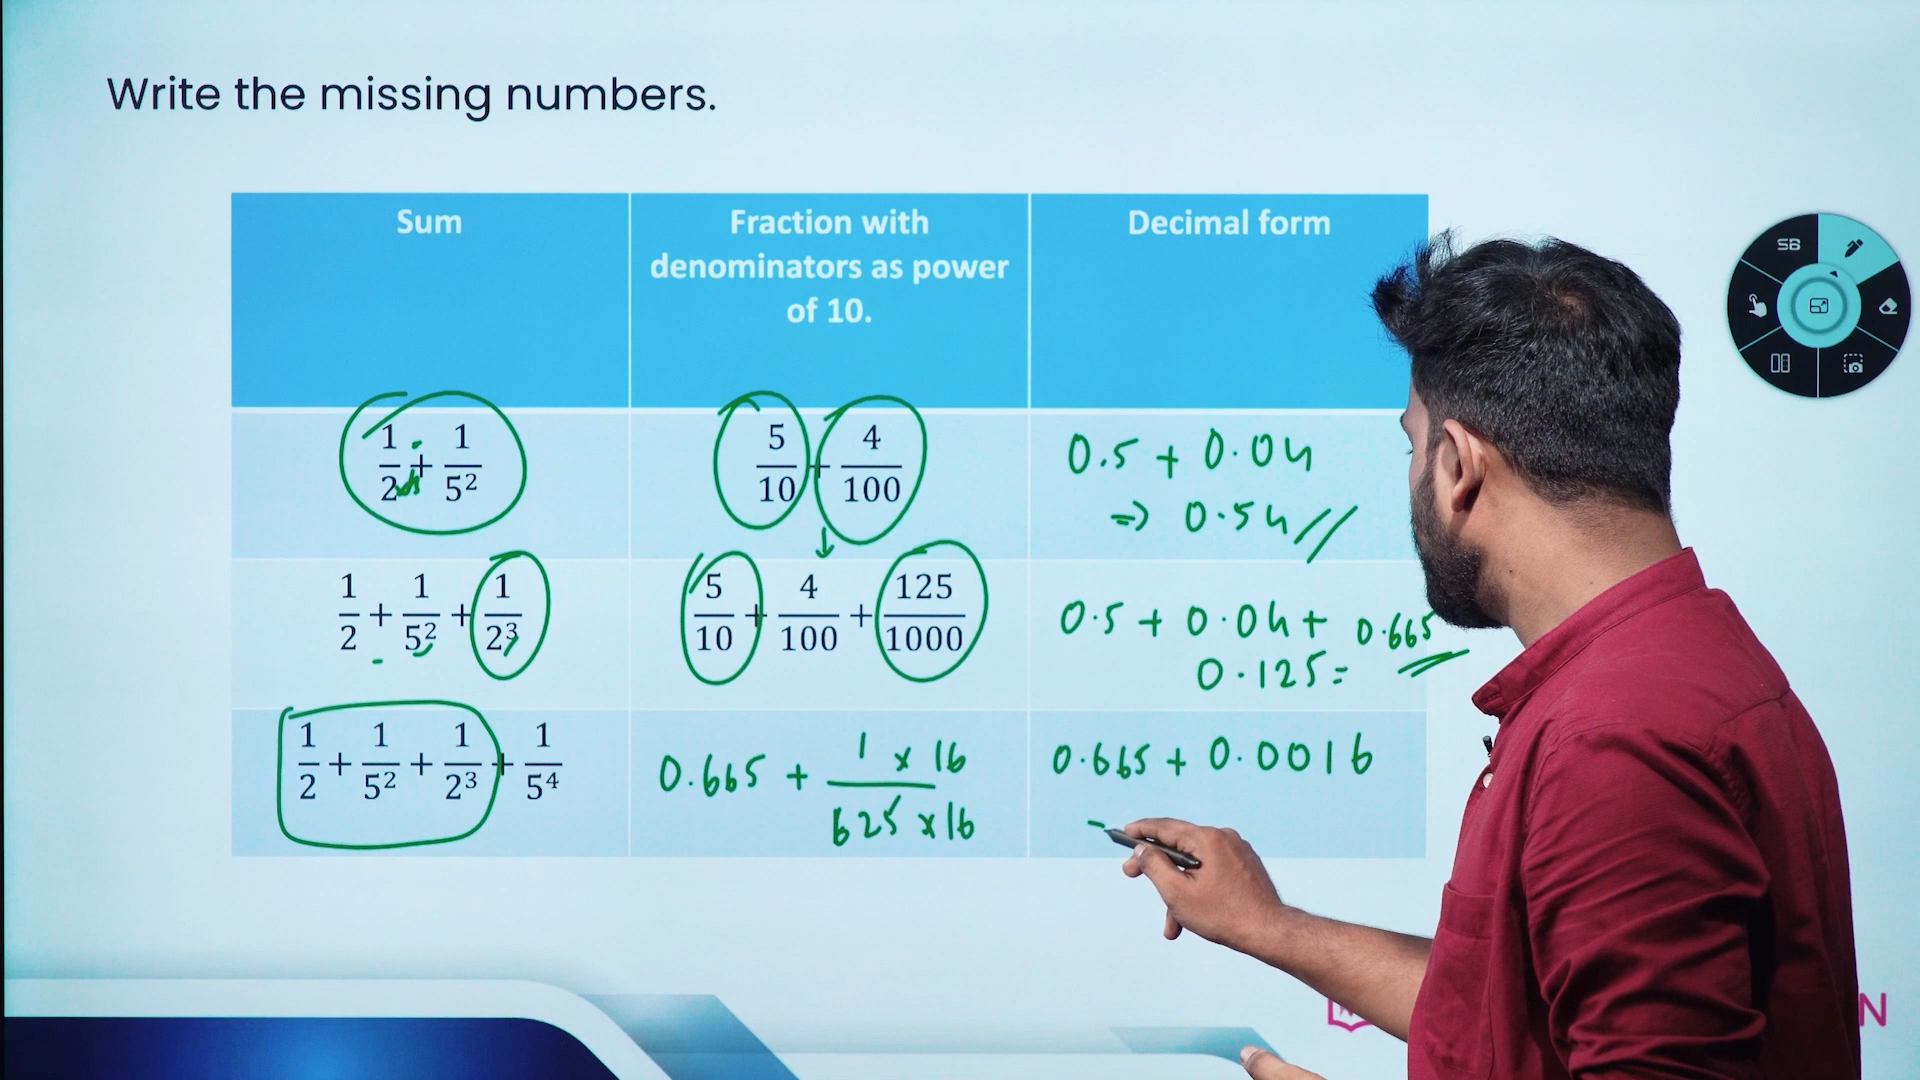 Write the missing numbers.
SB
Sum
Fraction with
denominators as power
of 10.
Decimal form
1/2 + 1/5²
5/10 + 4/100
0.5 + 0.04
⇒ 0.54 //
1/2 + 1/5² + 1/2³
5/10 + 4/100 + 125/1000
0.5 + 0.04 + 0.665
0.125 =
1/2 + 1/5² + 1/2³ + 1/5⁴
0.665 + 1 x 16 / 625 x 16
0.665 + 0.0016
N